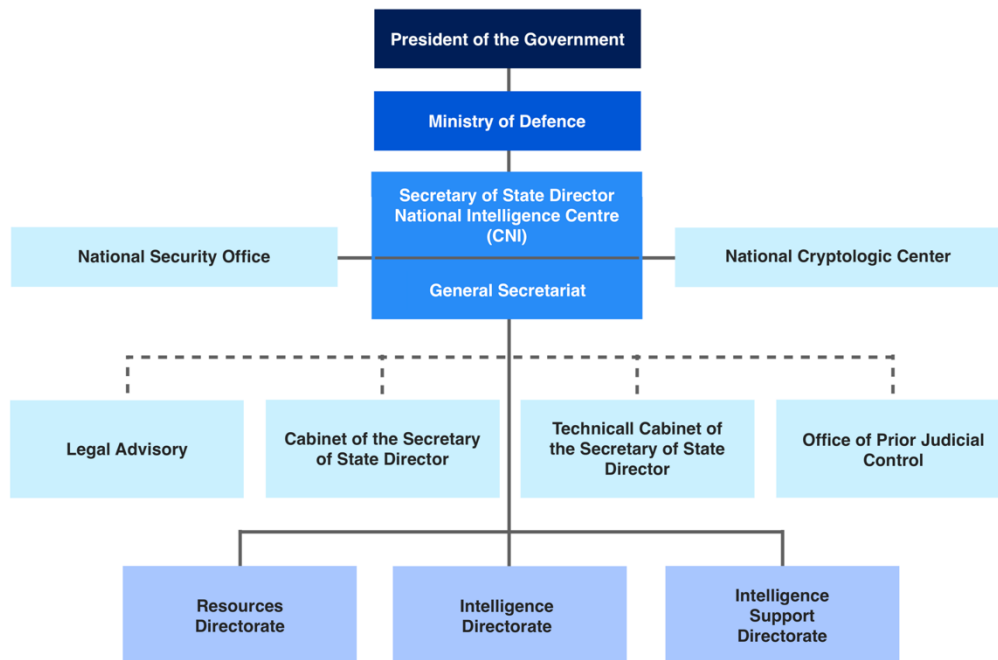 President of the Government
Ministry of Defence
Secretary of State Director
National Intelligence Centre
(CNI)
National Security Office
National Cryptologic Center
General Secretariat
Legal Advisory
Cabinet of the Secretary
of State Director
Technicall Cabinet of
the Secretary of State
Director
Office of Prior Judicial
Control
Resources
Directorate
Intelligence
Directorate
Intelligence
Support
Directorate